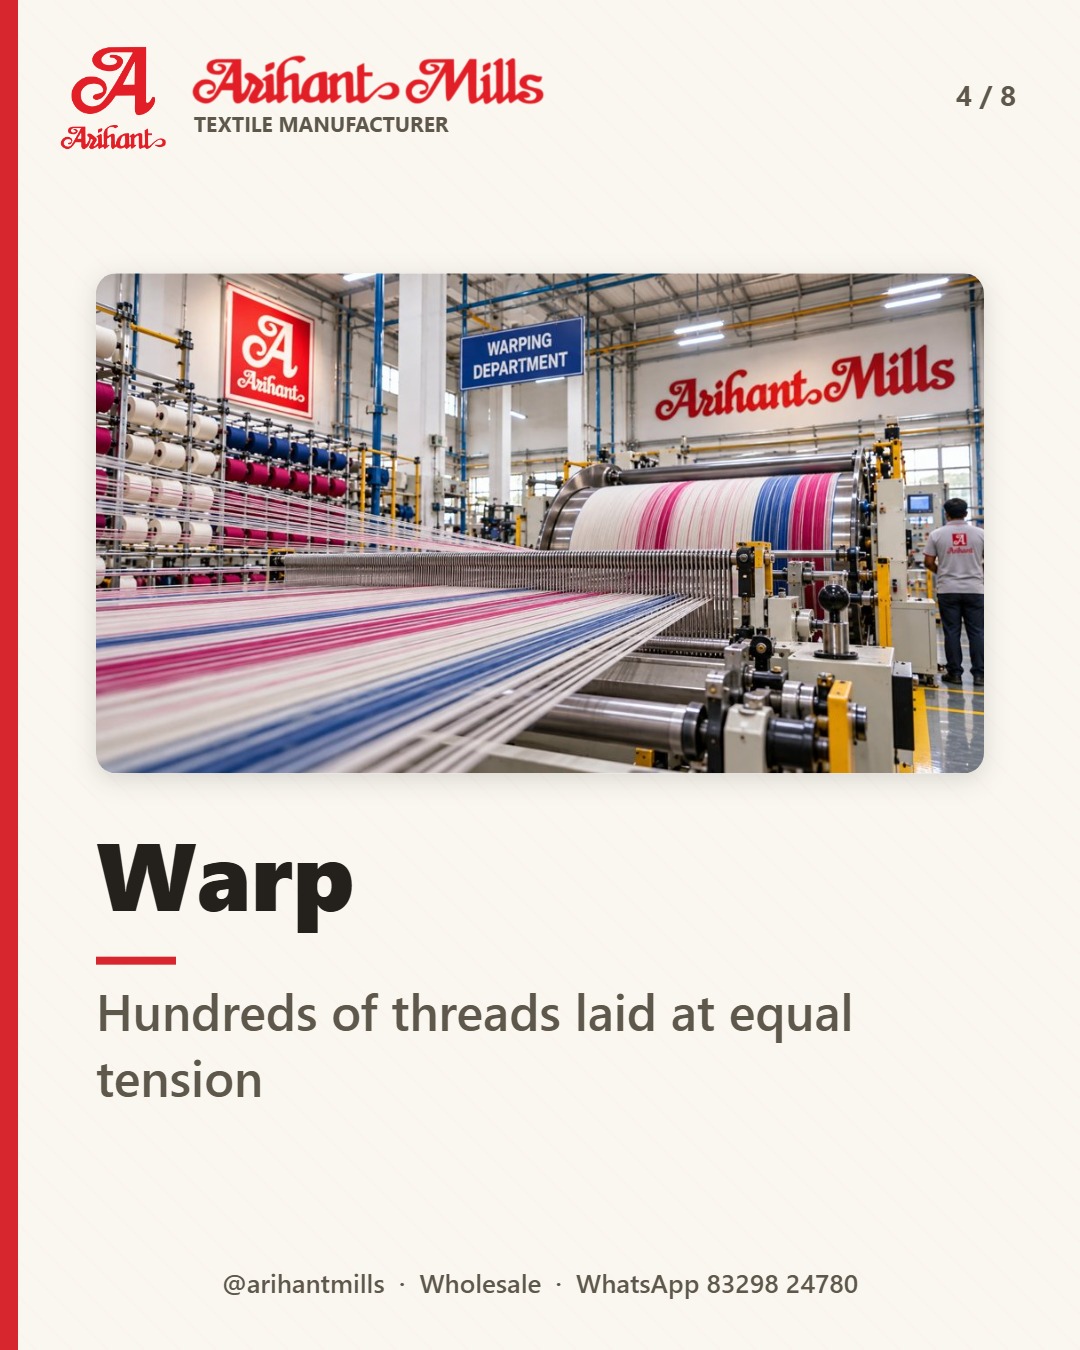 A
Arihant
Arihant Mills
TEXTILE MANUFACTURER
4 / 8
A
Arihant
WARPING
DEPARTMENT
Arihant Mills
A
Arihant
Warp
Hundreds of threads laid at equal
tension
@arihantmills · Wholesale · WhatsApp 83298 24780